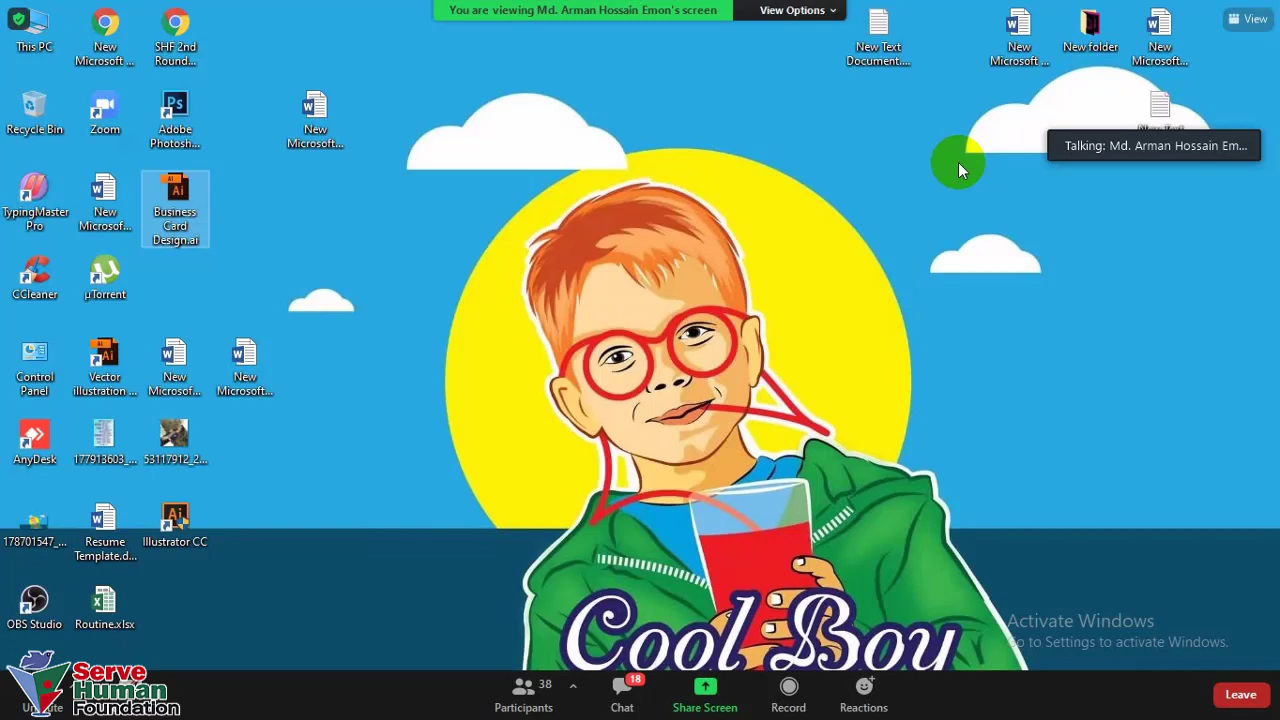 You are viewing Md. Arman Hossain Emon's screen
View Options
View
This PC
New
Microsoft ...
SHF 2nd
Round...
New Text
Document....
New
Microsoft ...
New folder
New
Microsoft...
Recycle Bin
Zoom
Adobe
Photosh...
New
Microsoft...
Talking: Md. Arman Hossain Em...
TypingMaster
Pro
New
Microsof...
Business
Card
Design.ai
CCleaner
µTorrent
Control
Panel
Vector
illustration ...
New
Microsof...
New
Microsoft...
AnyDesk
177913603_...
53117912_2...
178701547_...
Resume
Template.d...
Illustrator CC
OBS Studio
Routine.xlsx
Cool Boy
Activate Windows
Go to Settings to activate Windows.
Serve
Human
Foundation
38
Participants
18
Chat
Share Screen
Record
Reactions
Leave